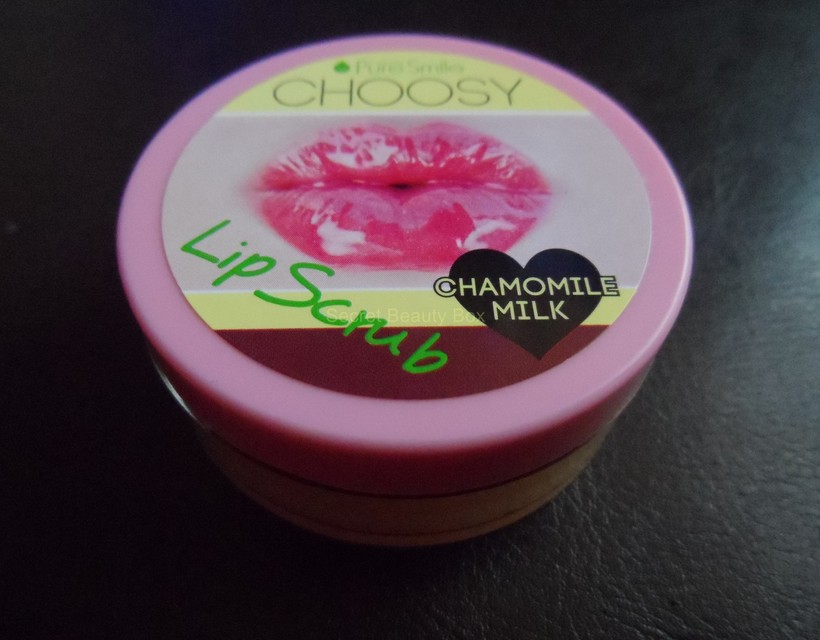 Pure Smile
CHOOSY
Lip Scrub
CHAMOMILE
MILK
Secret Beauty Box